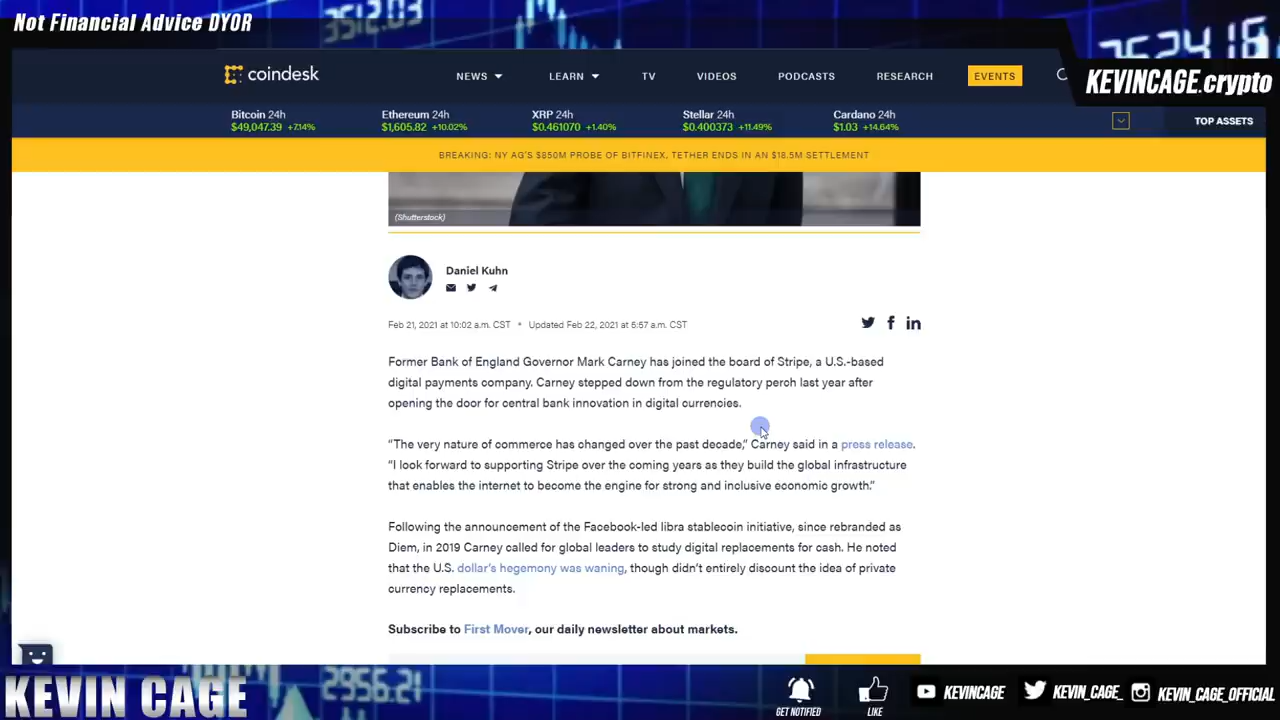 Not Financial Advice DYOR
3512.03
3524.16
coindesk
NEWS
LEARN
TV
VIDEOS
PODCASTS
RESEARCH
EVENTS
KEVINCAGE.crypto
Bitcoin 24h
$49,047.39 +7.14%
Ethereum 24h
$1,605.82 +10.02%
XRP 24h
$0.461070 +1.40%
Stellar 24h
$0.400373 +11.49%
Cardano 24h
$1.03 +14.64%
TOP ASSETS
BREAKING: NY AG'S $850M PROBE OF BITFINEX, TETHER ENDS IN AN $18.5M SETTLEMENT
(Shutterstock)
Daniel Kuhn
Feb 21, 2021 at 10:02 a.m. CST • Updated Feb 22, 2021 at 5:57 a.m. CST
Former Bank of England Governor Mark Carney has joined the board of Stripe, a U.S.-based
digital payments company. Carney stepped down from the regulatory perch last year after
opening the door for central bank innovation in digital currencies.
“The very nature of commerce has changed over the past decade,” Carney said in a press release.
“I look forward to supporting Stripe over the coming years as they build the global infrastructure
that enables the internet to become the engine for strong and inclusive economic growth.”
Following the announcement of the Facebook-led libra stablecoin initiative, since rebranded as
Diem, in 2019 Carney called for global leaders to study digital replacements for cash. He noted
that the U.S. dollar’s hegemony was waning, though didn’t entirely discount the idea of private
currency replacements.
Subscribe to First Mover, our daily newsletter about markets.
KEVIN CAGE
2956.21
GET NOTIFIED
LIKE
KEVINCAGE
KEVIN_CAGE_
KEVIN_CAGE_OFFICIAL